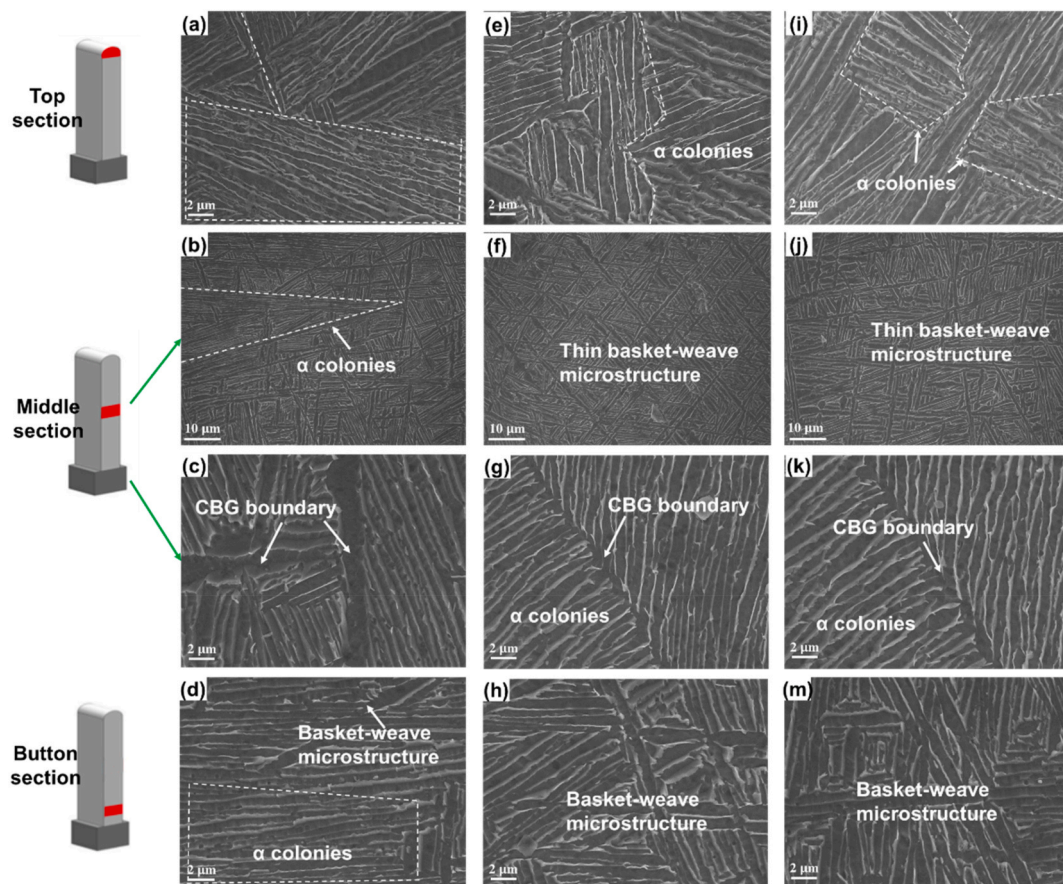 (a)
(e)
(i)
Top
section
α colonies
α colonies
2 μm
2 μm
2 μm
(b)
(f)
(j)
α colonies
Thin basket-weave
microstructure
Thin basket-weave
microstructure
10 μm
10 μm
10 μm
Middle
section
(c)
(g)
(k)
CBG boundary
CBG boundary
CBG boundary
α colonies
α colonies
2 μm
2 μm
2 μm
(d)
(h)
(m)
Button
section
Basket-weave
microstructure
Basket-weave
microstructure
Basket-weave
microstructure
α colonies
2 μm
2 μm
2 μm